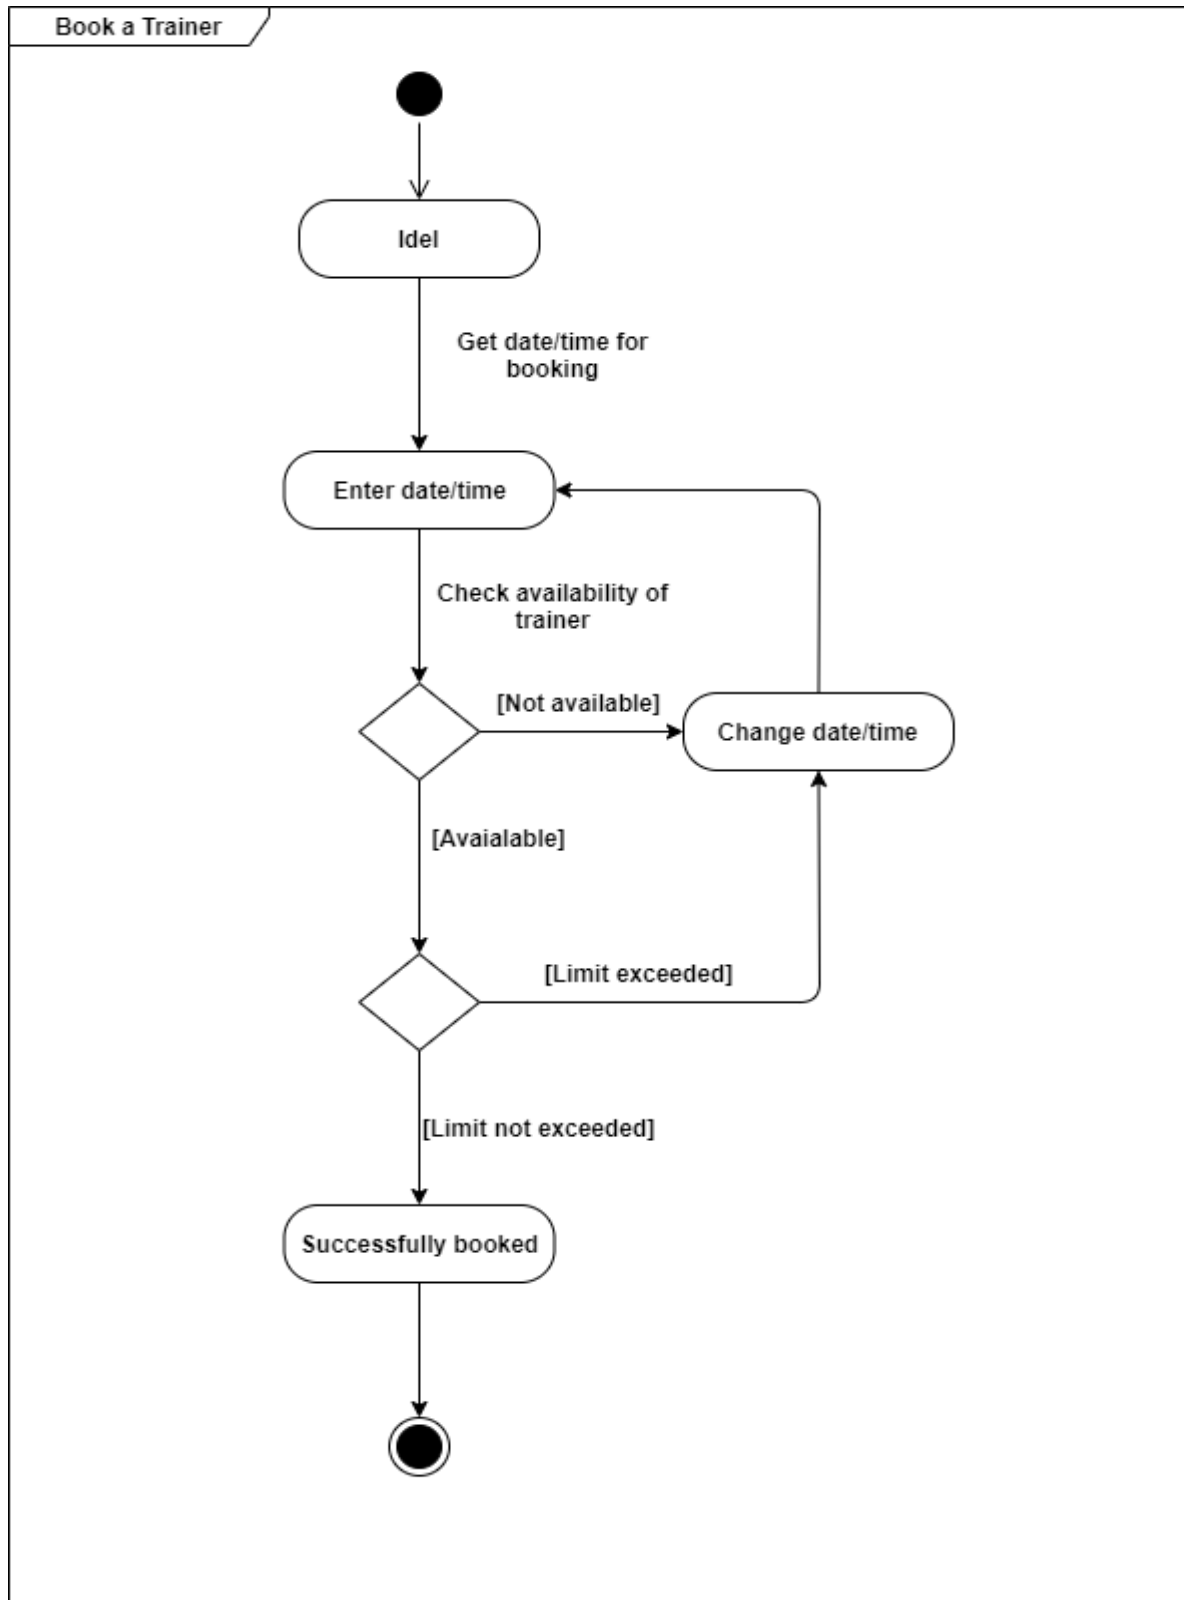 Book a Trainer
Idel
Get date/time for
booking
Enter date/time
Check availability of
trainer
[Not available]
Change date/time
[Avaialable]
[Limit exceeded]
[Limit not exceeded]
Successfully booked